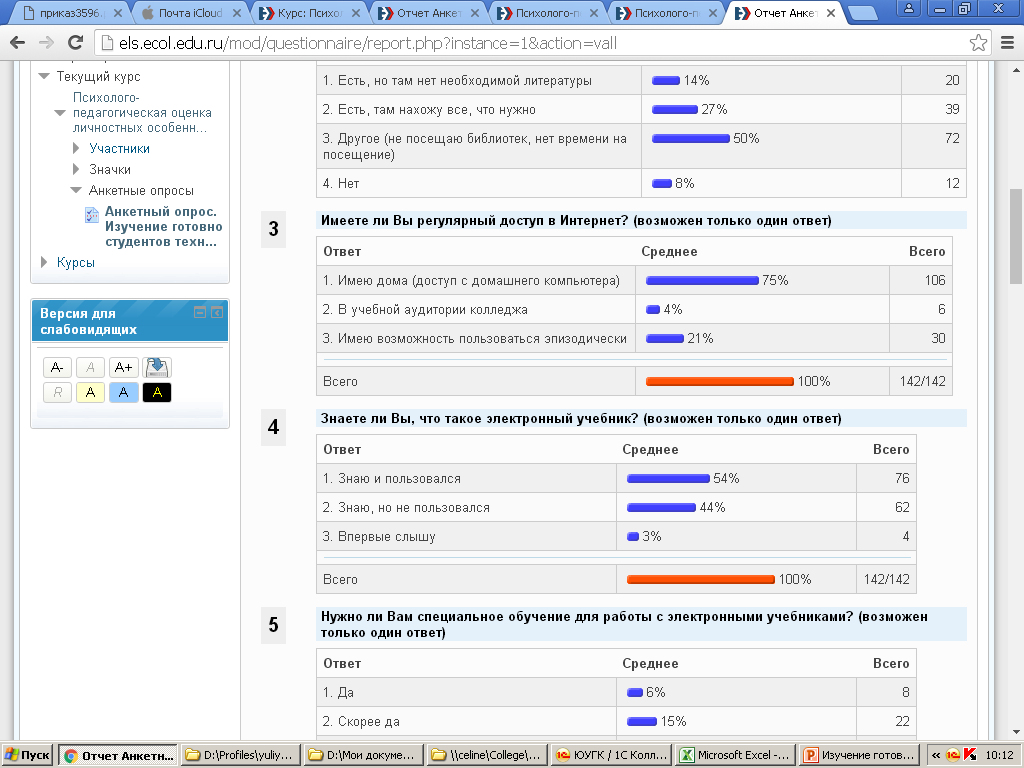 приказ3596.
Почта iCloud
Курс: Психо
Отчет Анкет
Психолого-п
Психолого-п
Отчет Анкет
els.ecol.edu.ru/mod/questionnaire/report.php?instance=1&action=vall
Текущий курс
Психолого-
педагогическая оценка
личностных особенн...
Участники
Значки
Анкетные опросы
Анкетный опрос.
Изучение готовно
студентов техн...
Курсы
Версия для
слабовидящих
A- A A+
R A A A
1. Есть, но там нет необходимой литературы 14% 20
2. Есть, там нахожу все, что нужно 27% 39
3. Другое (не посещаю библиотек, нет времени на
посещение) 50% 72
4. Нет 8% 12
3 Имеете ли Вы регулярный доступ в Интернет? (возможен только один ответ)
Ответ Среднее Всего
1. Имею дома (доступ с домашнего компьютера) 75% 106
2. В учебной аудитории колледжа 4% 6
3. Имею возможность пользоваться эпизодически 21% 30
Всего 100% 142/142
4 Знаете ли Вы, что такое электронный учебник? (возможен только один ответ)
Ответ Среднее Всего
1. Знаю и пользовался 54% 76
2. Знаю, но не пользовался 44% 62
3. Впервые слышу 3% 4
Всего 100% 142/142
5 Нужно ли Вам специальное обучение для работы с электронными учебниками? (возможен
только один ответ)
Ответ Среднее Всего
1. Да 6% 8
2. Скорее да 15% 22
Пуск
Отчет Анкетн...
D:\Profiles\yuliy...
D:\Мои докуме...
\\celine\College\...
ЮУГК / 1С Колл...
Microsoft Excel -...
Изучение готов...
10:12